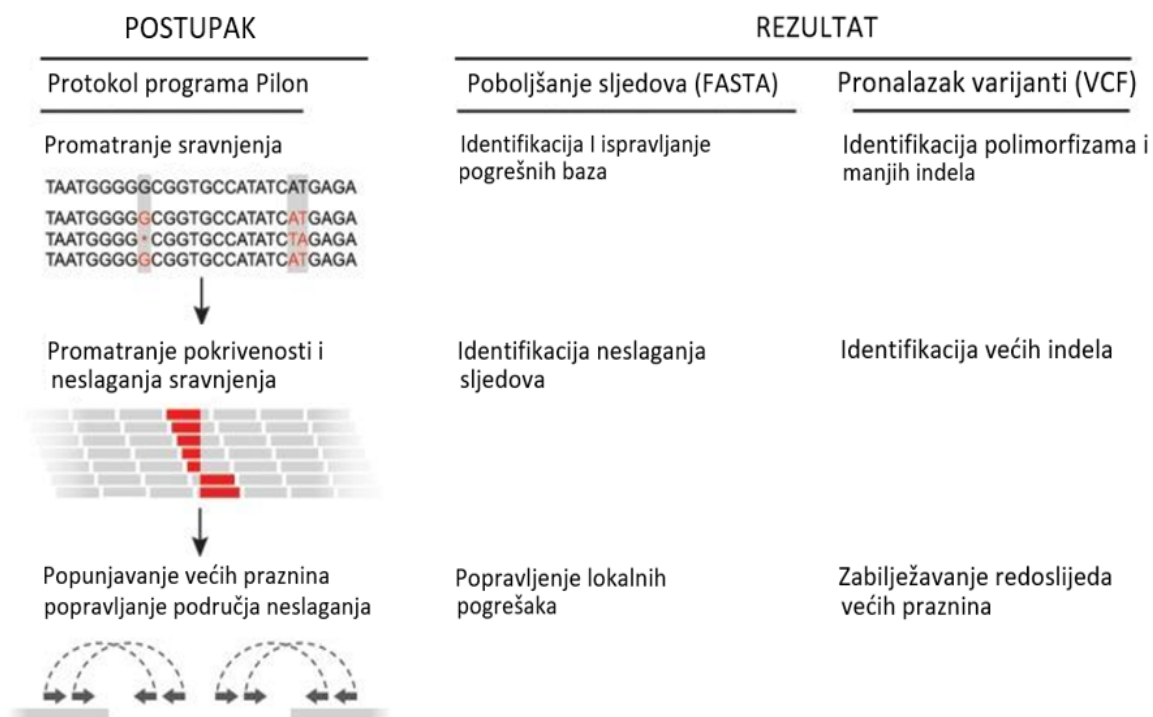 POSTUPAK
REZULTAT
Protokol programa Pilon
Poboljšanje sljedova (FASTA)
Pronalazak varijanti (VCF)
Promatranje sravnjenja
Identifikacija I ispravljanje
pogrešnih baza
Identifikacija polimorfizama i
manjih indela
TAATGGGGGCGGTGCCATATCATGAGA
TAATGGGGGCGGTGCCATATCATGAGA
TAATGGGG*CGGTGCCATATCTAGAGA
TAATGGGGGCGGTGCCATATCATGAGA
Promatranje pokrivenosti i
neslaganja sravnjenja
Identifikacija neslaganja
sljedova
Identifikacija većih indela
Popunjavanje većih praznina
popravljanje područja neslaganja
Popravljenje lokalnih
pogrešaka
Zabilježavanje redoslijeda
većih praznina